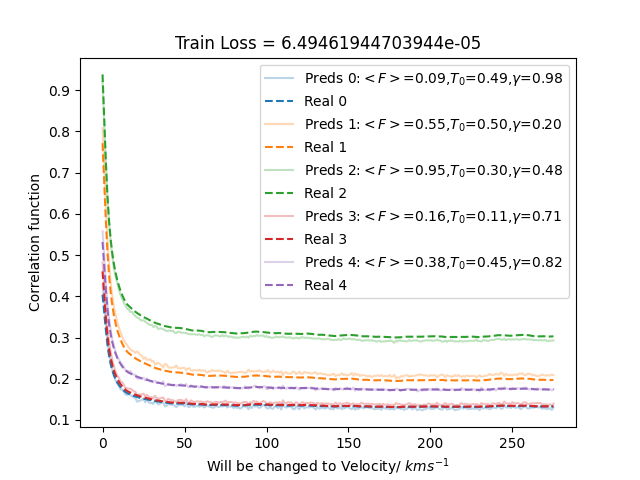 Train Loss = 6.49461944703944e-05
Preds 0: < F > =0.09,T₀=0.49,γ=0.98
Real 0
Preds 1: < F > =0.55,T₀=0.50,γ=0.20
Real 1
Preds 2: < F > =0.95,T₀=0.30,γ=0.48
Real 2
Preds 3: < F > =0.16,T₀=0.11,γ=0.71
Real 3
Preds 4: < F > =0.38,T₀=0.45,γ=0.82
Real 4
Correlation function
0.9
0.8
0.7
0.6
0.5
0.4
0.3
0.2
0.1
0 50 100 150 200 250
Will be changed to Velocity/ kms⁻¹